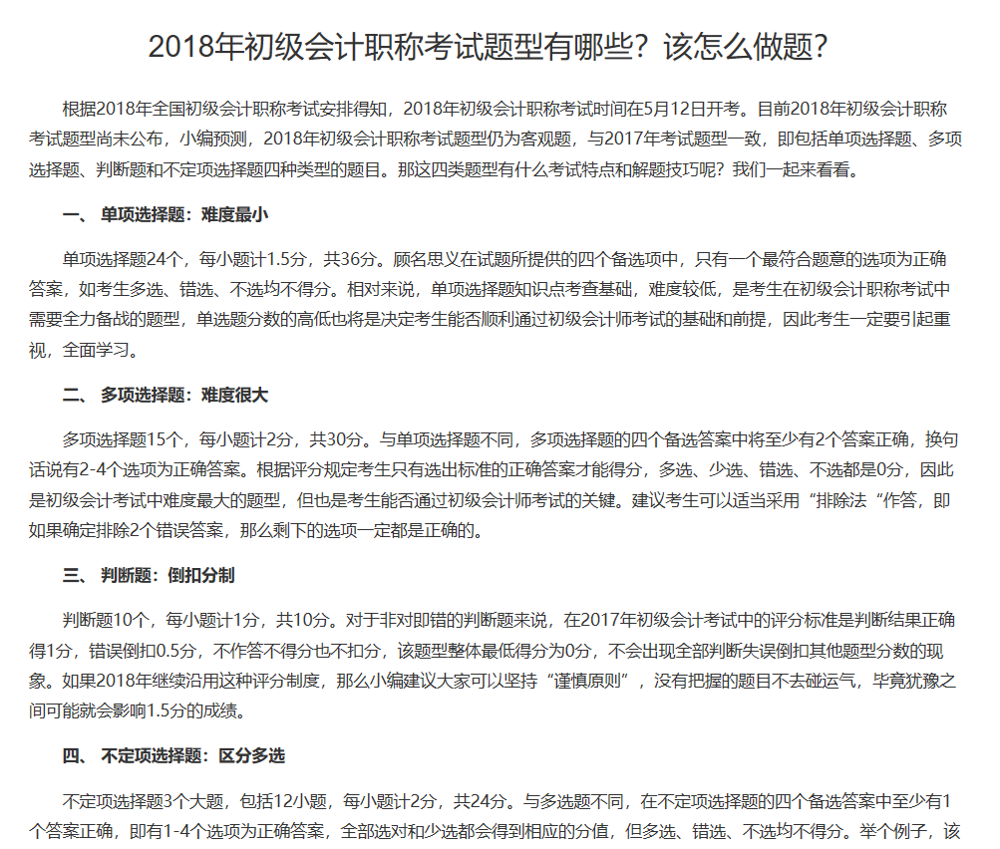 2018年初级会计职称考试题型有哪些？该怎么做题？
根据2018年全国初级会计职称考试安排得知，2018年初级会计职称考试时间在5月12日开考。目前2018年初级会计职称
考试题型尚未公布，小编预测，2018年初级会计职称考试题型仍为客观题，与2017年考试题型一致，即包括单项选择题、多项
选择题、判断题和不定项选择题四种类型的题目。那这四类题型有什么考试特点和解题技巧呢？我们一起来看看。
一、 单项选择题：难度最小
单项选择题24个，每小题计1.5分，共36分。顾名思义在试题所提供的四个备选项中，只有一个最符合题意的选项为正确
答案，如考生多选、错选、不选均不得分。相对来说，单项选择题知识点考查基础，难度较低，是考生在初级会计职称考试中
需要全力备战的题型，单选题分数的高低也将是决定考生能否顺利通过初级会计师考试的基础和前提，因此考生一定要引起重
视，全面学习。
二、 多项选择题：难度很大
多项选择题15个，每小题计2分，共30分。与单项选择题不同，多项选择题的四个备选答案中将至少有2个答案正确，换句
话说有2-4个选项为正确答案。根据评分规定考生只有选出标准的正确答案才能得分，多选、少选、错选、不选都是0分，因此
是初级会计考试中难度最大的题型，但也是考生能否通过初级会计师考试的关键。建议考生可以适当采用“排除法“作答，即
如果确定排除2个错误答案，那么剩下的选项一定都是正确的。
三、 判断题：倒扣分制
判断题10个，每小题计1分，共10分。对于非对即错的判断题来说，在2017年初级会计考试中的评分标准是判断结果正确
得1分，错误倒扣0.5分，不作答不得分也不扣分，该题型整体最低得分为0分，不会出现全部判断失误倒扣其他题型分数的现
象。如果2018年继续沿用这种评分制度，那么小编建议大家可以坚持“谨慎原则”，没有把握的题目不去碰运气，毕竟犹豫之
间可能就会影响1.5分的成绩。
四、 不定项选择题：区分多选
不定项选择题3个大题，包括12小题，每小题计2分，共24分。与多选题不同，在不定项选择题的四个备选答案中至少有1
个答案正确，即有1-4个选项为正确答案，全部选对和少选都会得到相应的分值，但多选、错选、不选均不得分。举个例子，该